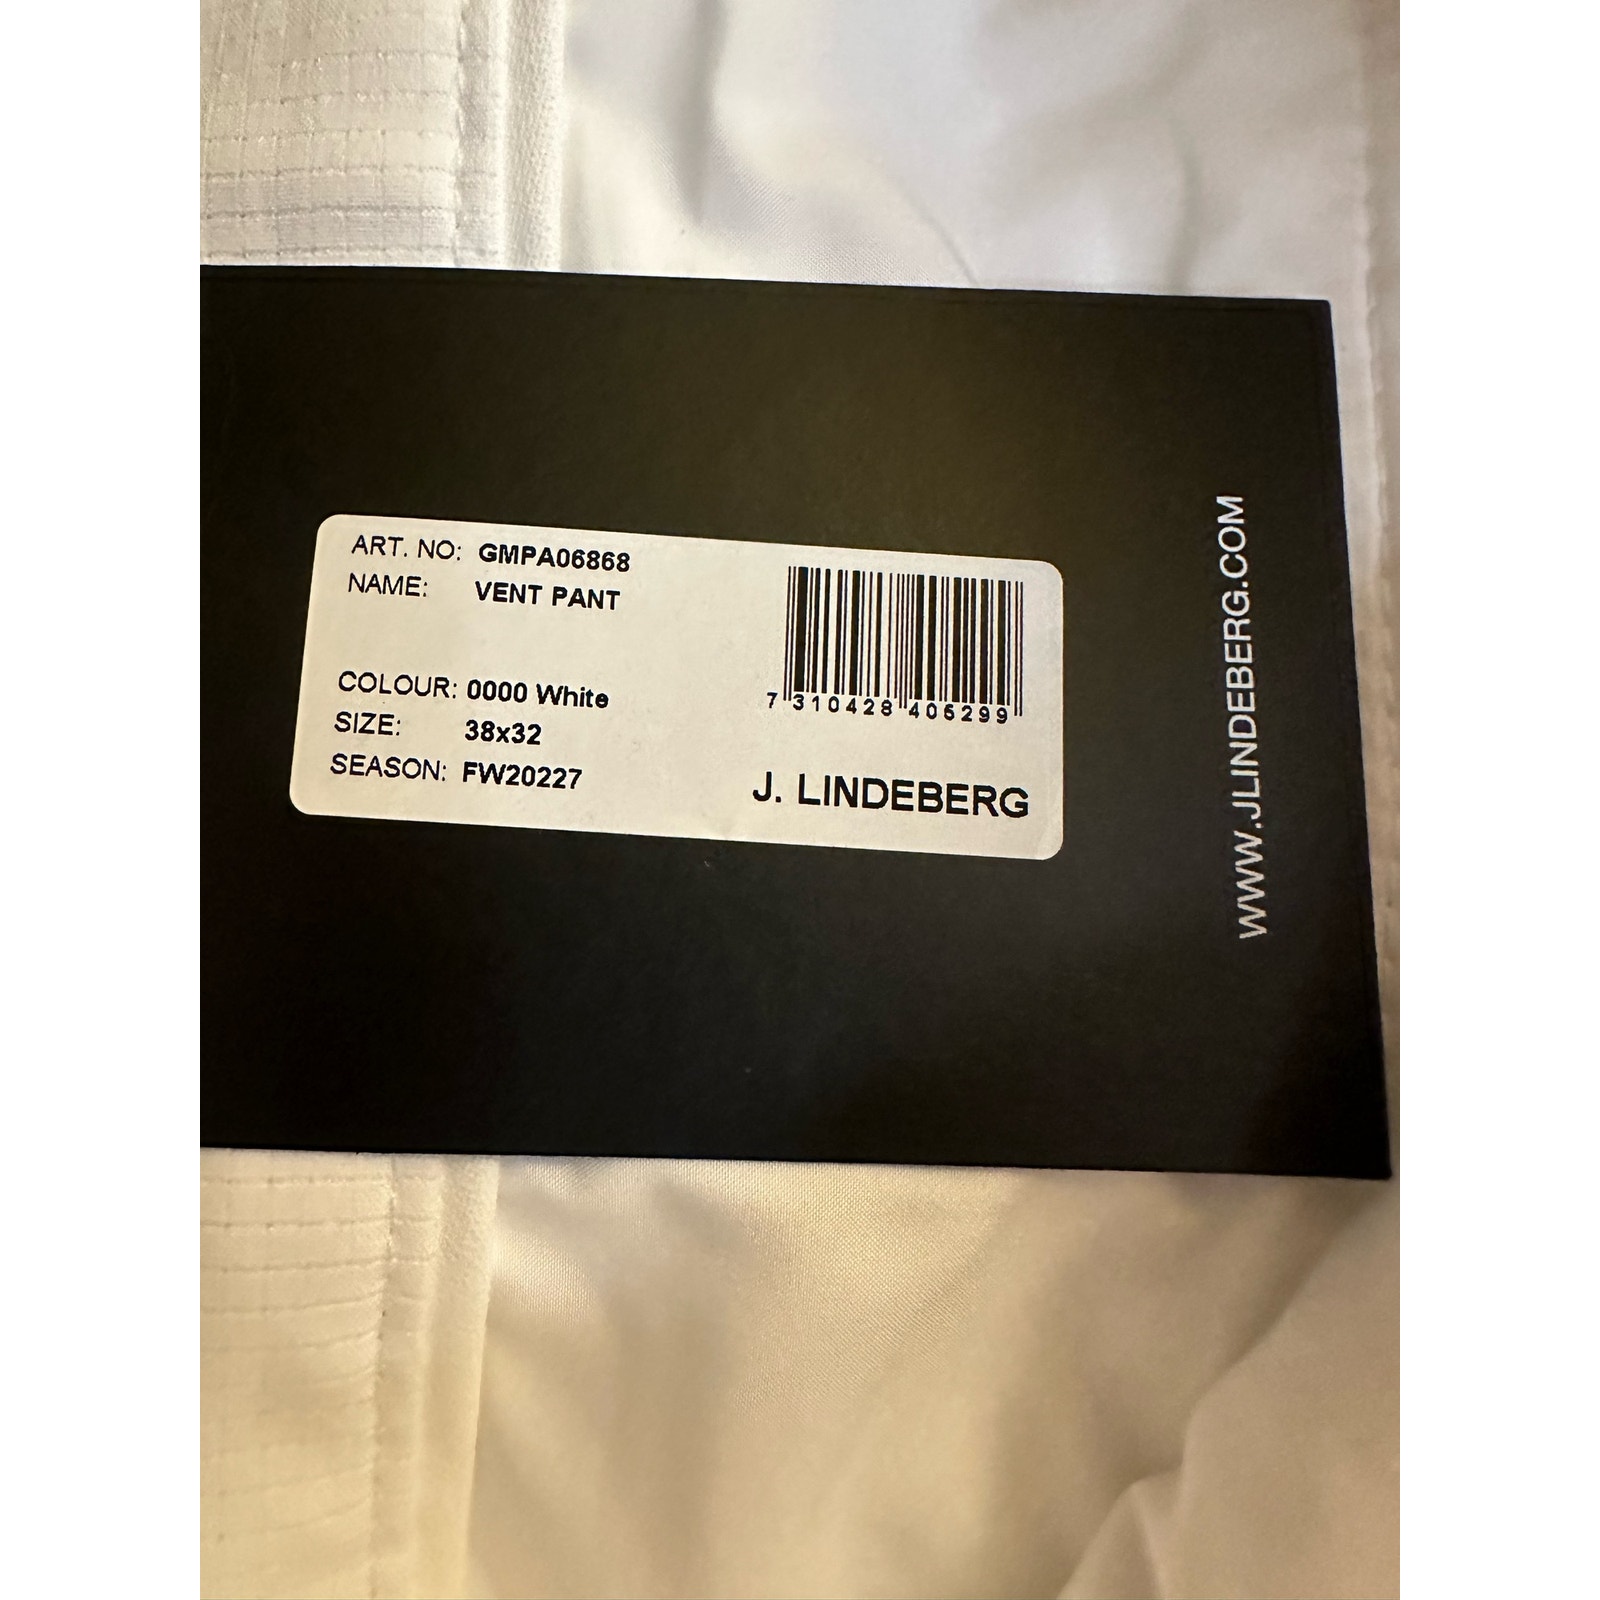 ART. NO: GMPA06868
NAME: VENT PANT
COLOUR: 0000 White
SIZE: 38x32
SEASON: FW20227
7 310428 406299
J. LINDEBERG
WWW.JLINDEBERG.COM